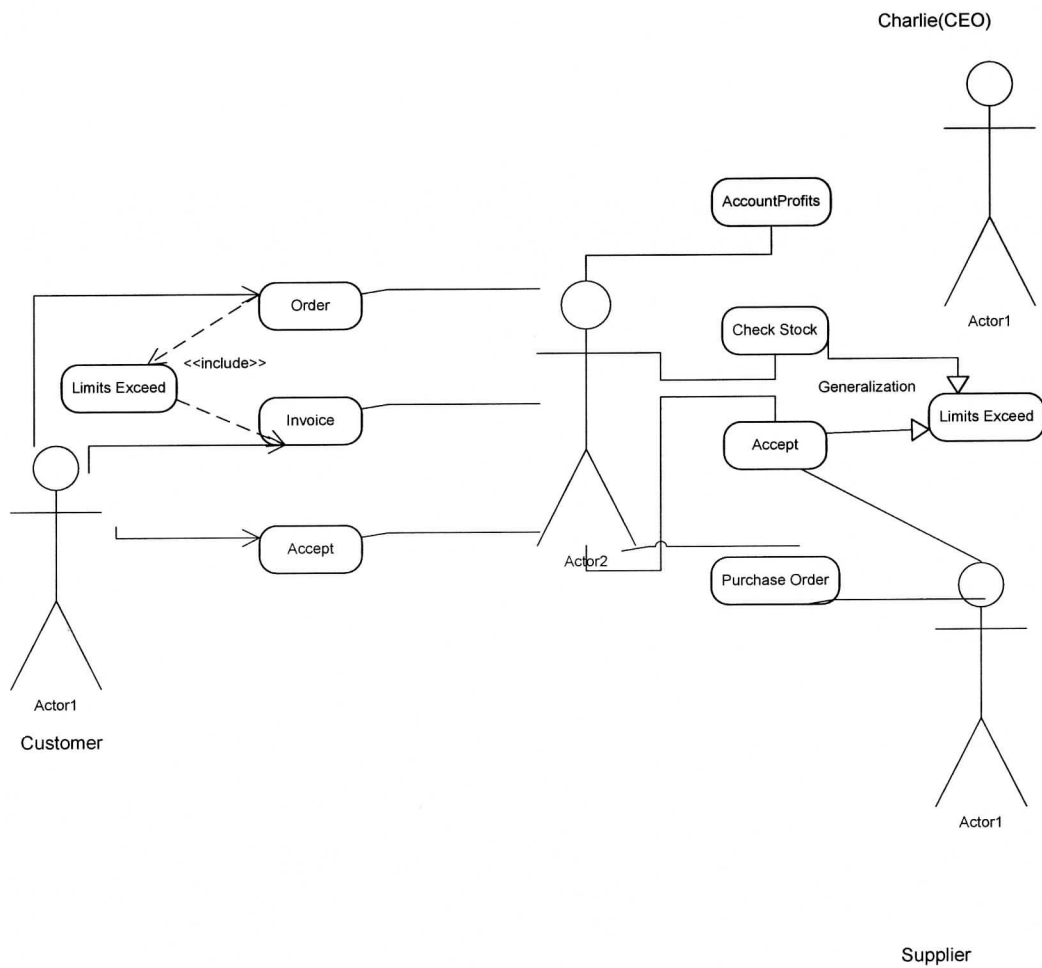 Charlie(CEO)
AccountProfits
Order
Check Stock
Actor1
<<include>>
Limits Exceed
Generalization
Invoice
Limits Exceed
Accept
Accept
Actor2
Purchase Order
Actor1
Customer
Actor1
Supplier